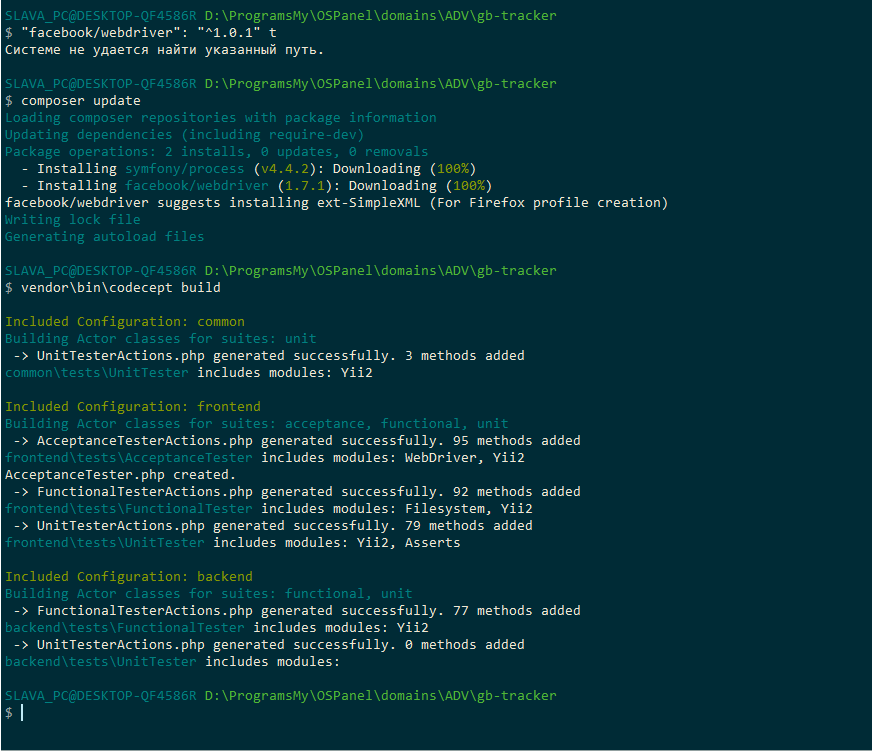 SLAVA_PC@DESKTOP-QF4586R D:\ProgramsMy\OSPanel\domains\ADV\gb-tracker
$ "facebook/webdriver": "^1.0.1" t
Системе не удается найти указанный путь.
SLAVA_PC@DESKTOP-QF4586R D:\ProgramsMy\OSPanel\domains\ADV\gb-tracker
$ composer update
Loading composer repositories with package information
Updating dependencies (including require-dev)
Package operations: 2 installs, 0 updates, 0 removals
- Installing symfony/process (v4.4.2): Downloading (100%)
- Installing facebook/webdriver (1.7.1): Downloading (100%)
facebook/webdriver suggests installing ext-SimpleXML (For Firefox profile creation)
Writing lock file
Generating autoload files
SLAVA_PC@DESKTOP-QF4586R D:\ProgramsMy\OSPanel\domains\ADV\gb-tracker
$ vendor\bin\codecept build
Included Configuration: common
Building Actor classes for suites: unit
-> UnitTesterActions.php generated successfully. 3 methods added
common\tests\UnitTester includes modules: Yii2
Included Configuration: frontend
Building Actor classes for suites: acceptance, functional, unit
-> AcceptanceTesterActions.php generated successfully. 95 methods added
frontend\tests\AcceptanceTester includes modules: WebDriver, Yii2
AcceptanceTester.php created.
-> FunctionalTesterActions.php generated successfully. 92 methods added
frontend\tests\FunctionalTester includes modules: Filesystem, Yii2
-> UnitTesterActions.php generated successfully. 79 methods added
frontend\tests\UnitTester includes modules: Yii2, Asserts
Included Configuration: backend
Building Actor classes for suites: functional, unit
-> FunctionalTesterActions.php generated successfully. 77 methods added
backend\tests\FunctionalTester includes modules: Yii2
-> UnitTesterActions.php generated successfully. 0 methods added
backend\tests\UnitTester includes modules:
SLAVA_PC@DESKTOP-QF4586R D:\ProgramsMy\OSPanel\domains\ADV\gb-tracker
$